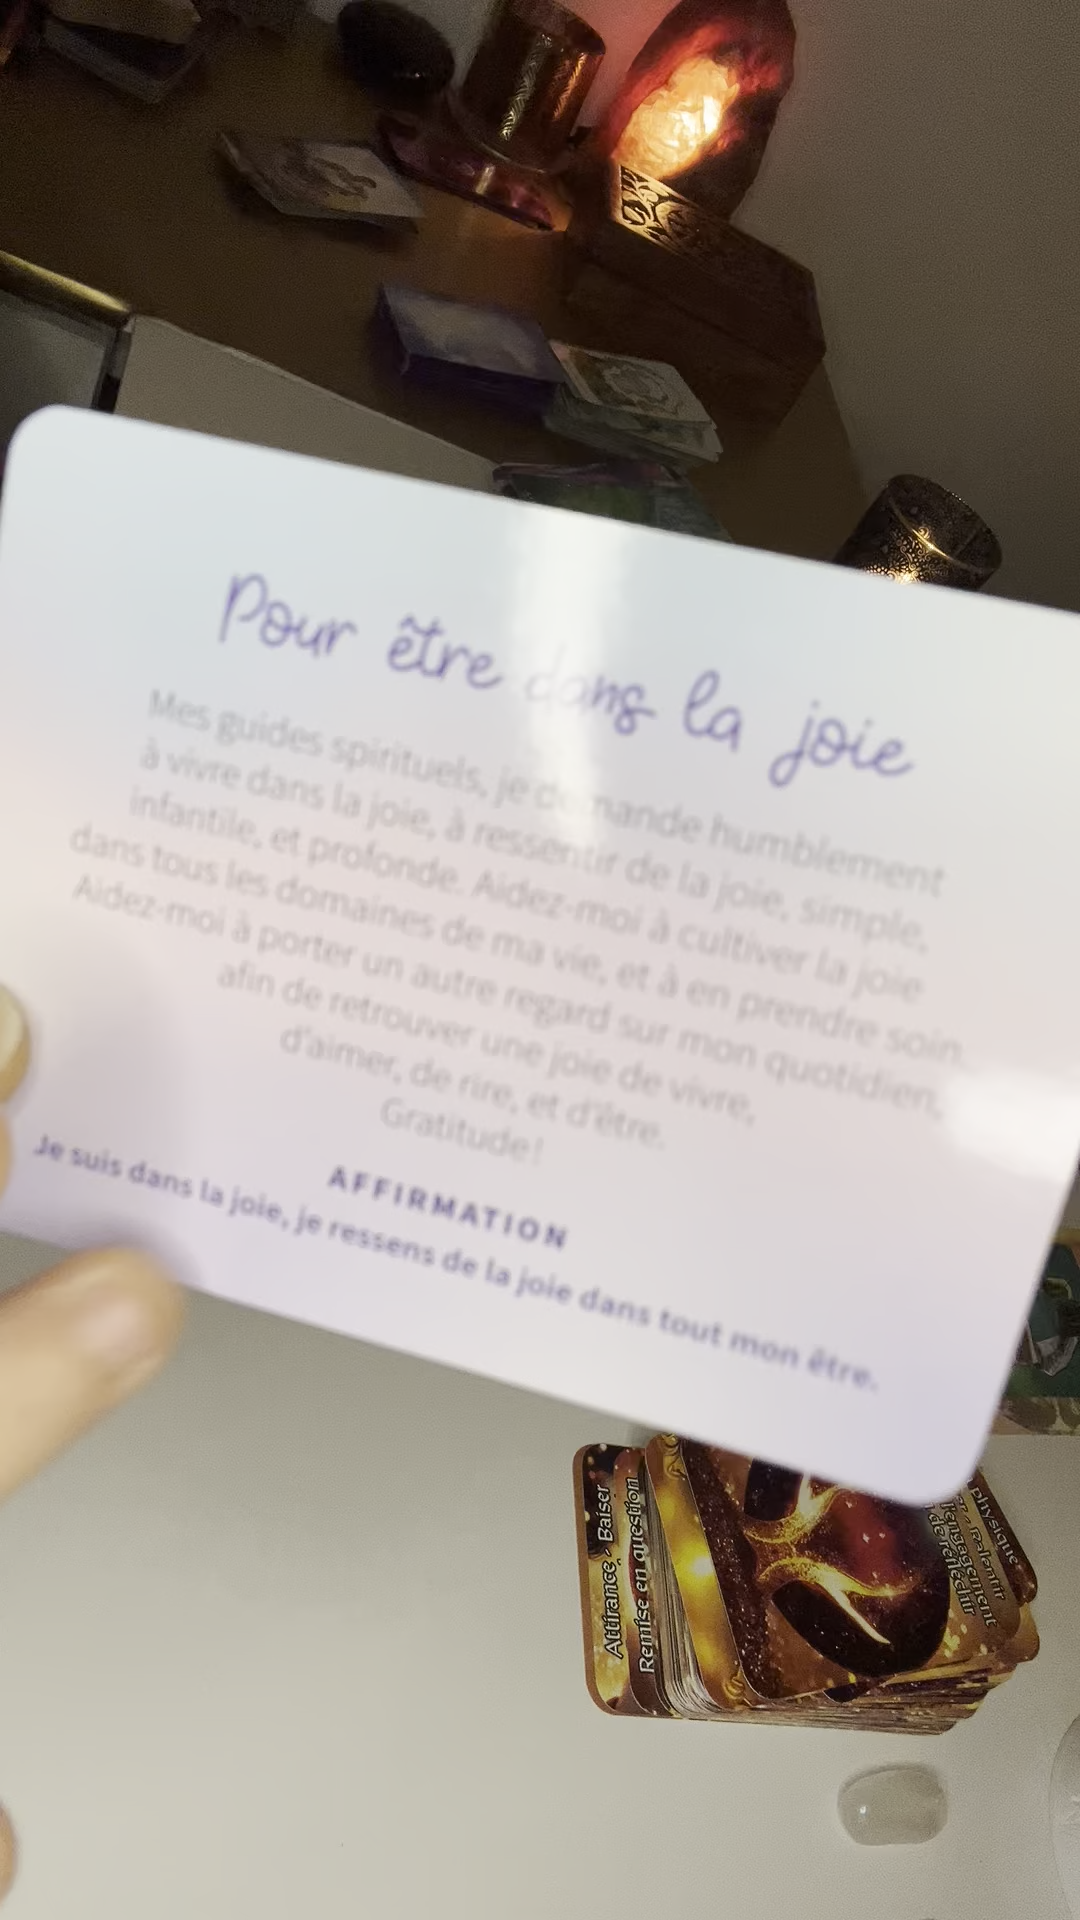 Pour être dans la joie
Mes guides spirituels, je demande humblement
à vivre dans la joie, à ressentir de la joie, simple,
infantile, et profonde. Aidez-moi à cultiver la joie
dans tous les domaines de ma vie, et à en prendre soin.
Aidez-moi à porter un autre regard sur mon quotidien,
afin de retrouver une joie de vivre,
d'aimer, de rire, et d'être.
Gratitude!
AFFIRMATION
Je suis dans la joie, je ressens de la joie dans tout mon être.
Attirance - Baiser
Remise en question
physique
Ralentir
l'engagement
de réfléchir